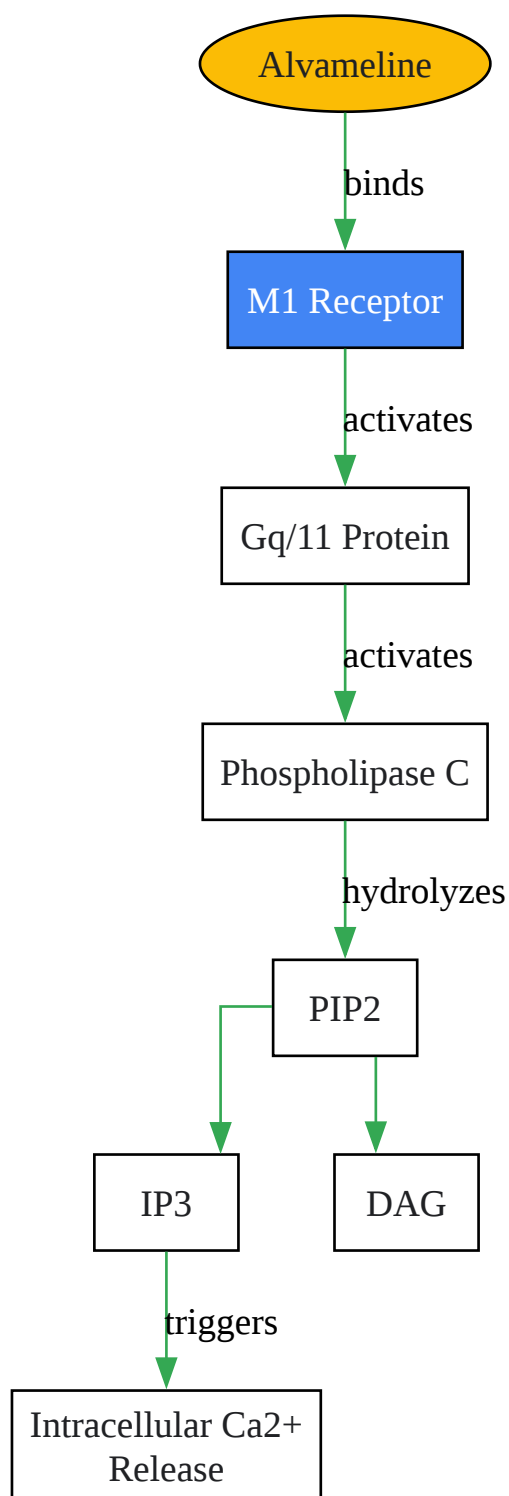 Alvameline
binds
M1 Receptor
activates
Gq/11 Protein
activates
Phospholipase C
hydrolyzes
PIP2
IP3
DAG
triggers
Intracellular Ca2+
Release